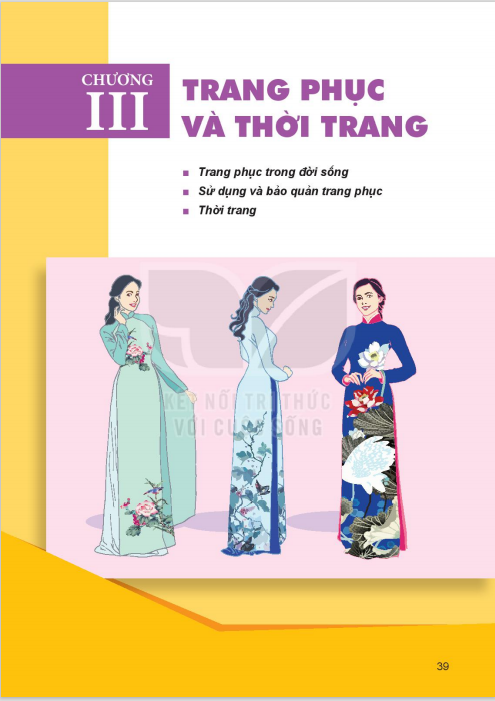 CHƯƠNG
III
TRANG PHỤC
VÀ THỜI TRANG
Trang phục trong đời sống
Sử dụng và bảo quản trang phục
Thời trang
KẾT NỐI TRI THỨC
VỚI CUỘC SỐNG
39